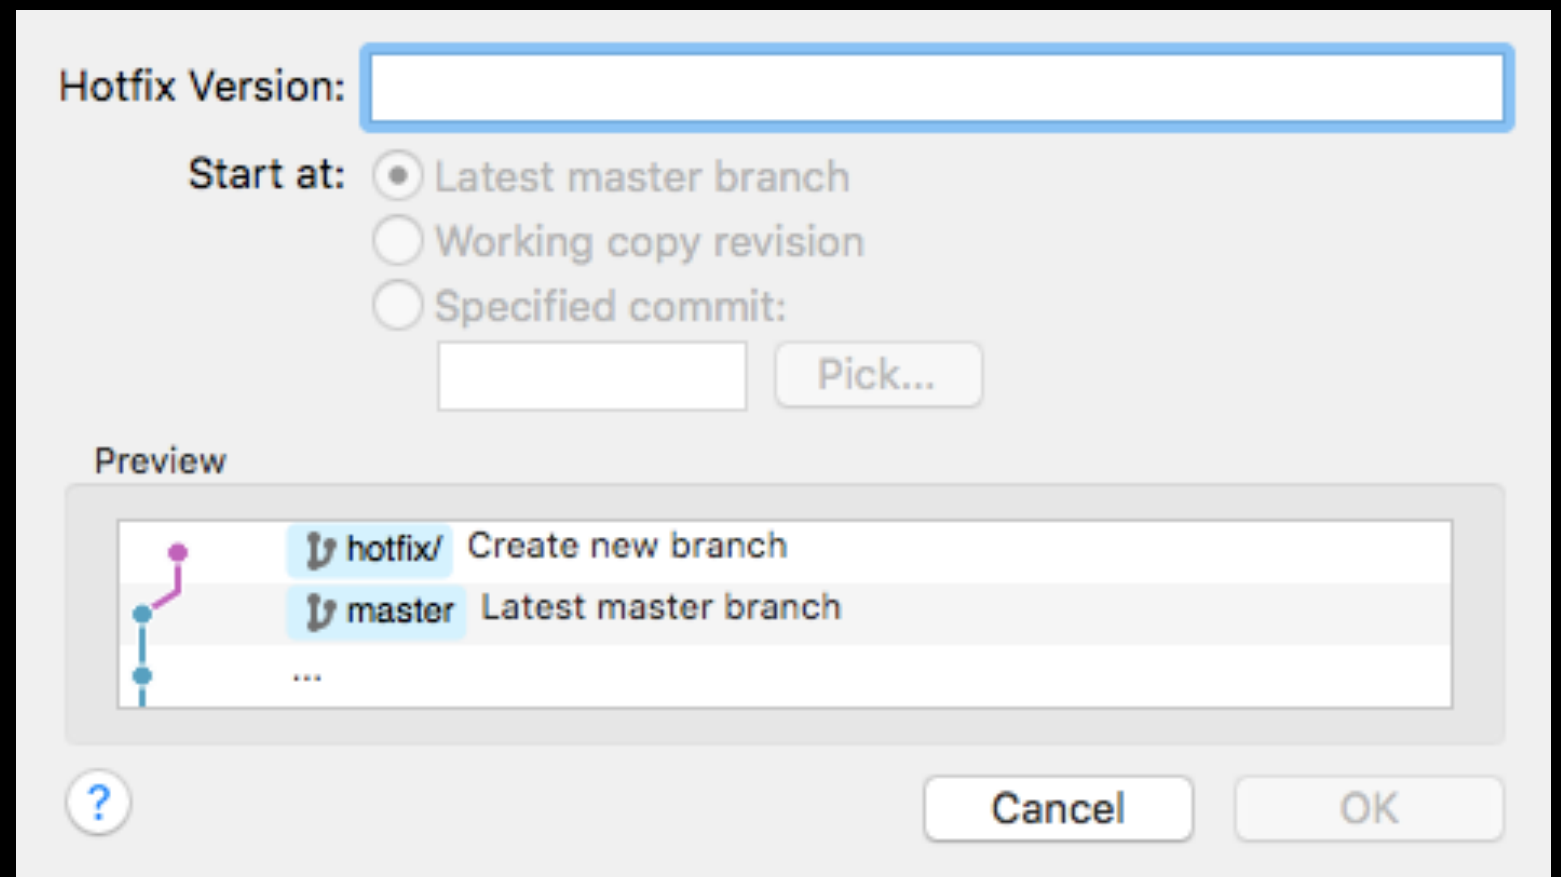 Hotfix Version:
Start at: Latest master branch
Working copy revision
Specified commit:
Pick...
Preview
hotfix/ Create new branch
master Latest master branch
...
? Cancel OK